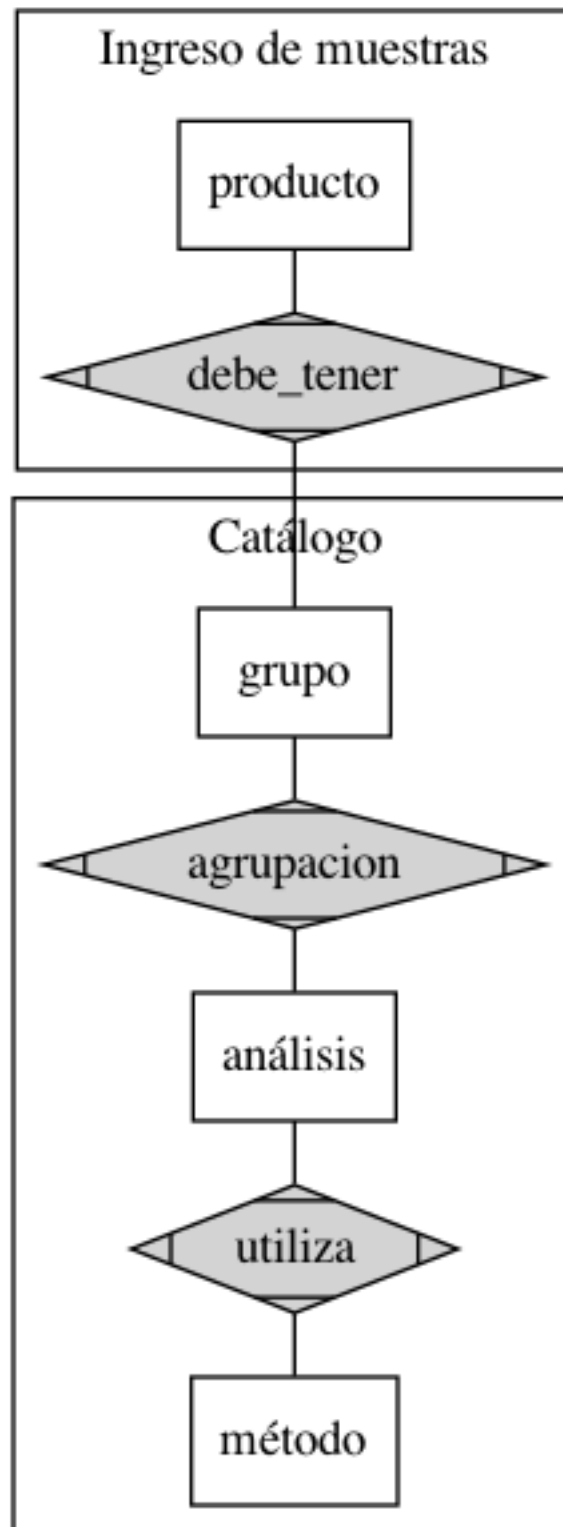 Ingreso de muestras
producto
debe_tener
Catálogo
grupo
agrupacion
análisis
utiliza
método